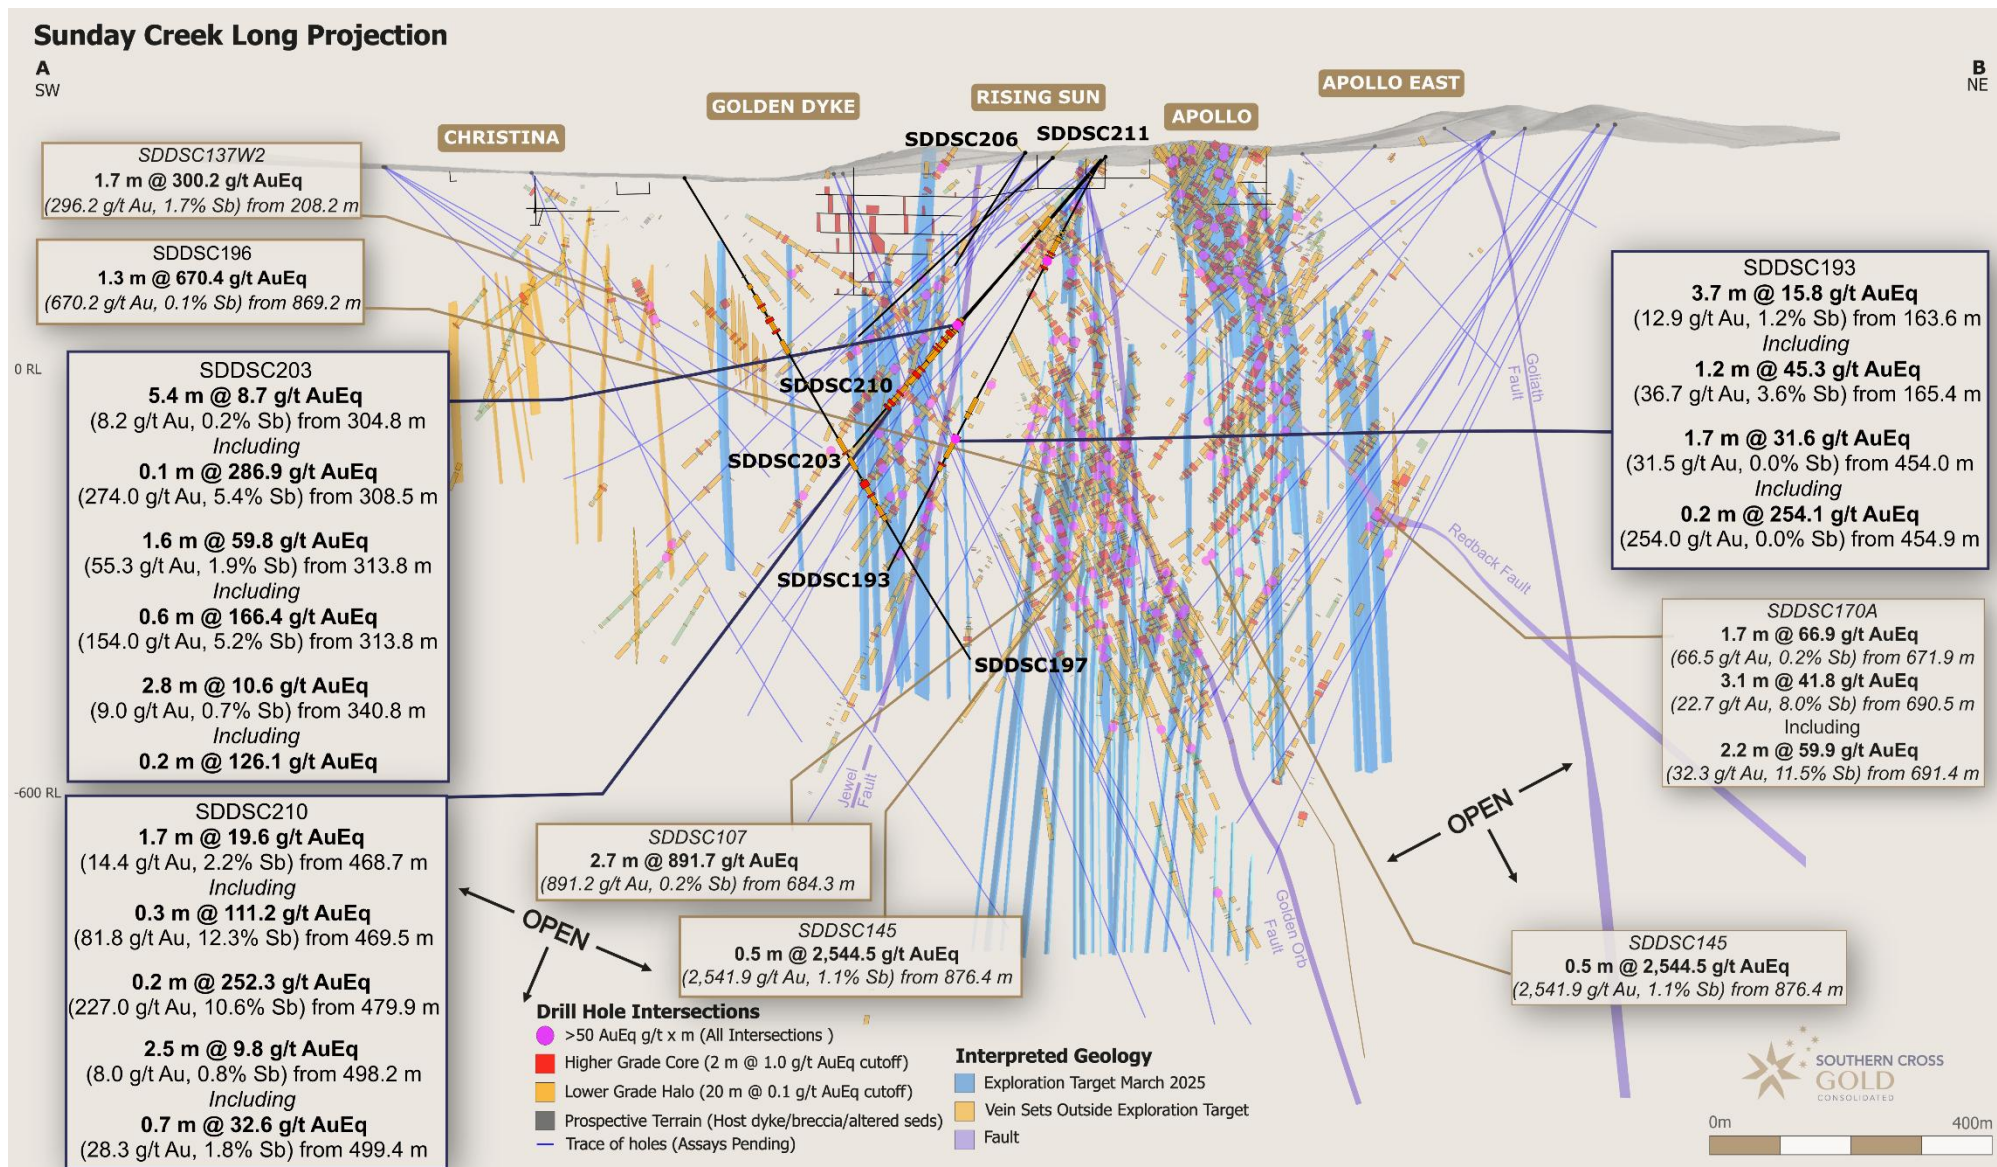 Sunday Creek Long Projection
A
SW
B
NE
CHRISTINA
GOLDEN DYKE
RISING SUN
APOLLO
APOLLO EAST
SDDSC206
SDDSC211
SDDSC137W2
1.7 m @ 300.2 g/t AuEq
(296.2 g/t Au, 1.7% Sb) from 208.2 m
SDDSC196
1.3 m @ 670.4 g/t AuEq
(670.2 g/t Au, 0.1% Sb) from 869.2 m
0 RL
SDDSC203
5.4 m @ 8.7 g/t AuEq
(8.2 g/t Au, 0.2% Sb) from 304.8 m
Including
0.1 m @ 286.9 g/t AuEq
(274.0 g/t Au, 5.4% Sb) from 308.5 m
1.6 m @ 59.8 g/t AuEq
(55.3 g/t Au, 1.9% Sb) from 313.8 m
Including
0.6 m @ 166.4 g/t AuEq
(154.0 g/t Au, 5.2% Sb) from 313.8 m
2.8 m @ 10.6 g/t AuEq
(9.0 g/t Au, 0.7% Sb) from 340.8 m
Including
0.2 m @ 126.1 g/t AuEq
-600 RL
SDDSC210
1.7 m @ 19.6 g/t AuEq
(14.4 g/t Au, 2.2% Sb) from 468.7 m
Including
0.3 m @ 111.2 g/t AuEq
(81.8 g/t Au, 12.3% Sb) from 469.5 m
0.2 m @ 252.3 g/t AuEq
(227.0 g/t Au, 10.6% Sb) from 479.9 m
2.5 m @ 9.8 g/t AuEq
(8.0 g/t Au, 0.8% Sb) from 498.2 m
Including
0.7 m @ 32.6 g/t AuEq
(28.3 g/t Au, 1.8% Sb) from 499.4 m
SDDSC210
SDDSC203
SDDSC193
SDDSC197
SDDSC193
3.7 m @ 15.8 g/t AuEq
(12.9 g/t Au, 1.2% Sb) from 163.6 m
Including
1.2 m @ 45.3 g/t AuEq
(36.7 g/t Au, 3.6% Sb) from 165.4 m
1.7 m @ 31.6 g/t AuEq
(31.5 g/t Au, 0.0% Sb) from 454.0 m
Including
0.2 m @ 254.1 g/t AuEq
(254.0 g/t Au, 0.0% Sb) from 454.9 m
Goliath
Fault
Redback Fault
SDDSC170A
1.7 m @ 66.9 g/t AuEq
(66.5 g/t Au, 0.2% Sb) from 671.9 m
3.1 m @ 41.8 g/t AuEq
(22.7 g/t Au, 8.0% Sb) from 690.5 m
Including
2.2 m @ 59.9 g/t AuEq
(32.3 g/t Au, 11.5% Sb) from 691.4 m
Jewel
Fault
OPEN
SDDSC107
2.7 m @ 891.7 g/t AuEq
(891.2 g/t Au, 0.2% Sb) from 684.3 m
OPEN
SDDSC145
0.5 m @ 2,544.5 g/t AuEq
(2,541.9 g/t Au, 1.1% Sb) from 876.4 m
Golden Orb
Fault
SDDSC145
0.5 m @ 2,544.5 g/t AuEq
(2,541.9 g/t Au, 1.1% Sb) from 876.4 m
Drill Hole Intersections
>50 AuEq g/t x m (All Intersections )
Higher Grade Core (2 m @ 1.0 g/t AuEq cutoff)
Lower Grade Halo (20 m @ 0.1 g/t AuEq cutoff)
Prospective Terrain (Host dyke/breccia/altered seds)
Trace of holes (Assays Pending)
Interpreted Geology
Exploration Target March 2025
Vein Sets Outside Exploration Target
Fault
SOUTHERN CROSS
GOLD
CONSOLIDATED
0m
400m